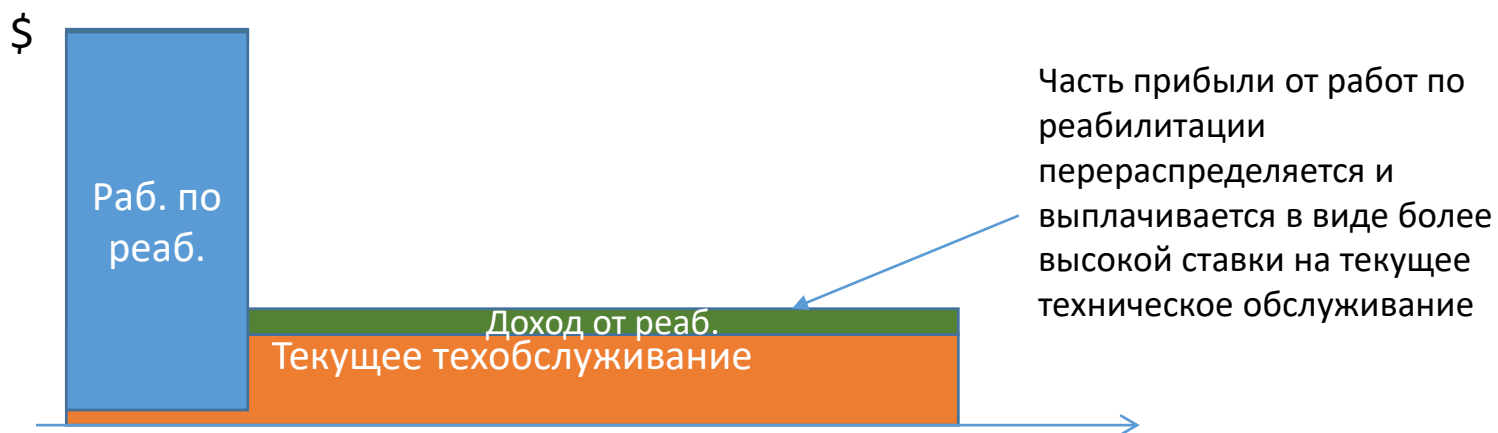 $
Раб. по
реаб.
Доход от реаб.
Текущее техобслуживание
Часть прибыли от работ по
реабилитации
перераспределяется и
выплачивается в виде более
высокой ставки на текущее
техническое обслуживание